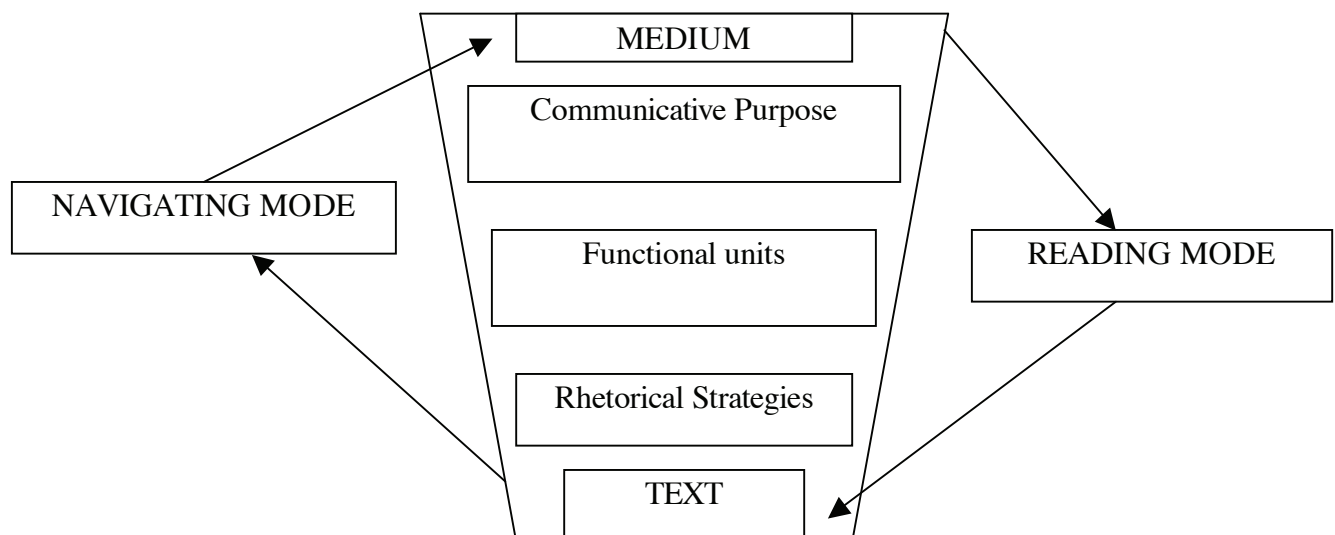 MEDIUM
Communicative Purpose
NAVIGATING MODE
Functional units
READING MODE
Rhetorical Strategies
TEXT